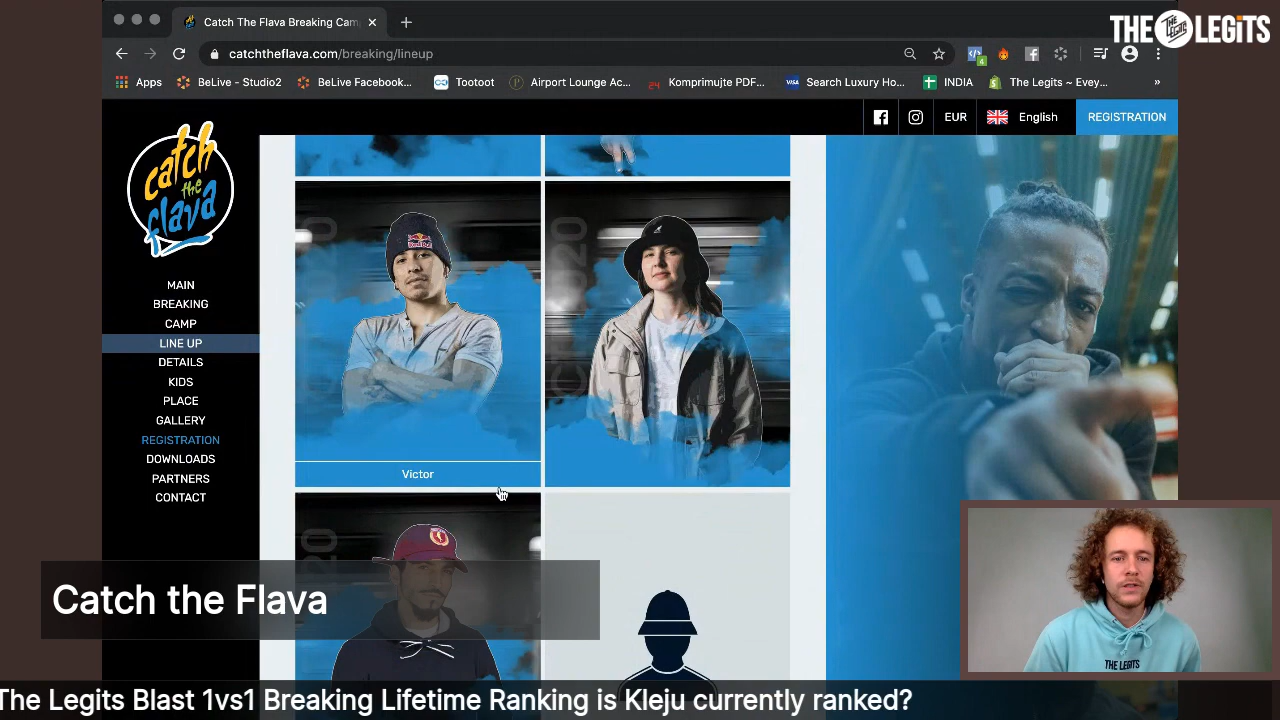 Catch The Flava Breaking Cam
THE LEGITS
catchtheflava.com/breaking/lineup
Apps
BeLive - Studio2
BeLive Facebook...
Tootoot
Airport Lounge Ac...
Komprimujte PDF...
Search Luxury Ho...
INDIA
The Legits ~ Evey...
»
EUR
English
REGISTRATION
catch
the
flava
MAIN
BREAKING
CAMP
LINE UP
DETAILS
KIDS
PLACE
GALLERY
REGISTRATION
DOWNLOADS
PARTNERS
CONTACT
Victor
Catch the Flava
THE LEGITS
The Legits Blast 1vs1 Breaking Lifetime Ranking is Kleju currently ranked?